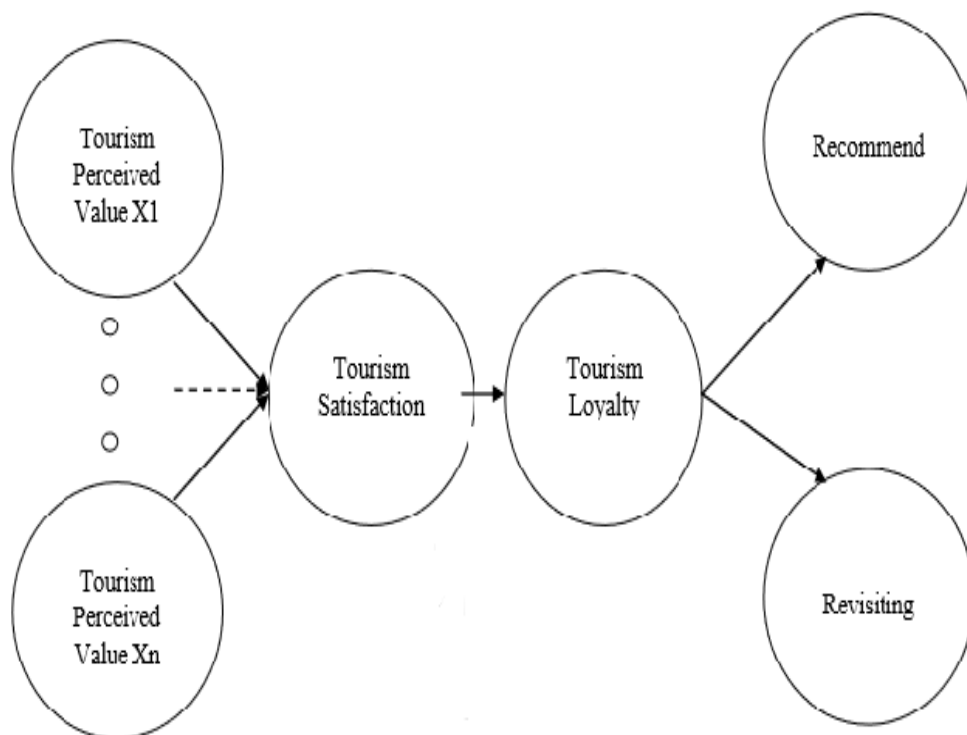 Tourism
Perceived
Value X1
Recommend
Tourism
Satisfaction
Tourism
Loyalty
Tourism
Perceived
Value Xn
Revisiting